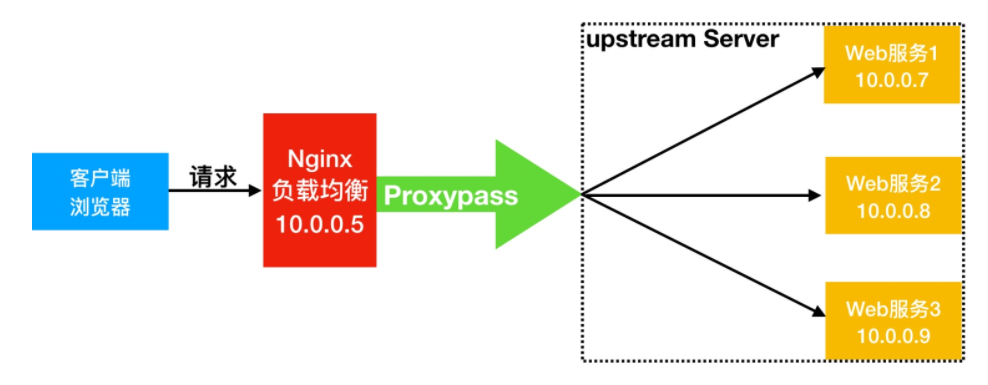 客户端
浏览器
请求
Nginx
负载均衡
10.0.0.5
Proxypass
upstream Server
Web服务1
10.0.0.7
Web服务2
10.0.0.8
Web服务3
10.0.0.9